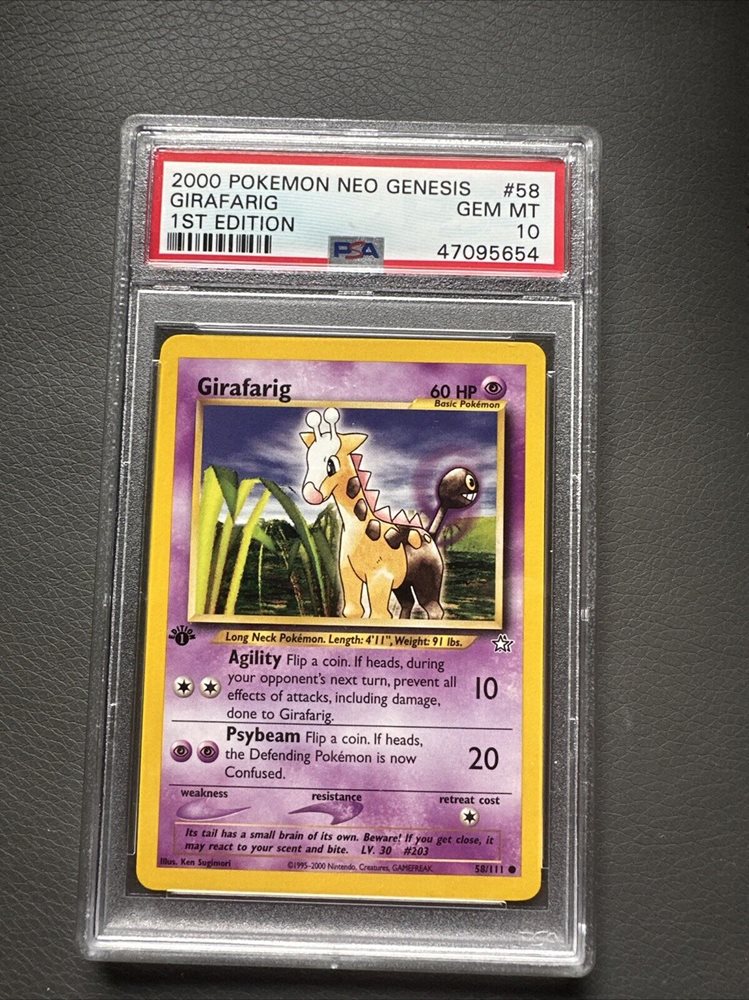 2000 POKEMON NEO GENESIS #58
GIRAFARIG GEM MT
1ST EDITION 10
PSA 47095654
Girafarig 60 HP
Basic Pokémon
EDITION
1
Long Neck Pokémon. Length: 4'11", Weight: 91 lbs.
Agility Flip a coin. If heads, during
your opponent's next turn, prevent all
effects of attacks, including damage,
done to Girafarig.
10
Psybeam Flip a coin. If heads,
the Defending Pokémon is now
Confused.
20
weakness resistance retreat cost
Its tail has a small brain of its own. Beware! If you get close, it
may react to your scent and bite. LV. 30 #203
Illus. Ken Sugimori ©1995-2000 Nintendo, Creatures, GAMEFREAK. 58/111
PSA